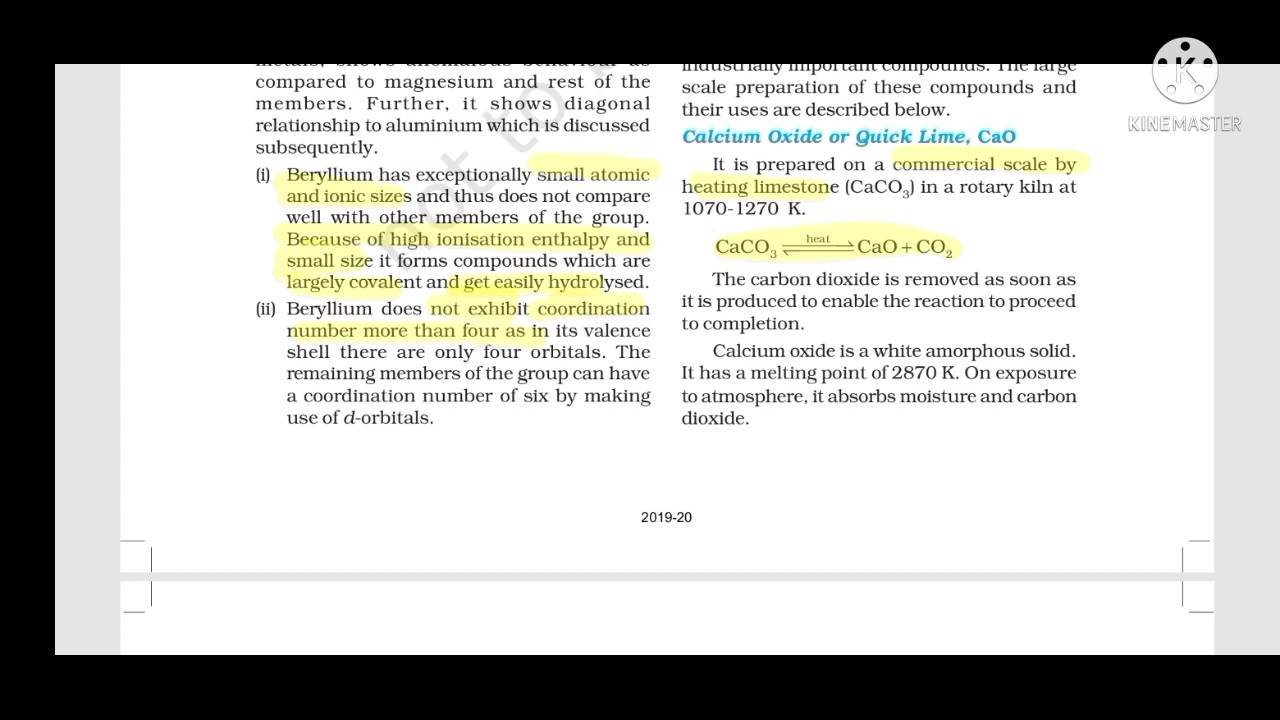 compared to magnesium and rest of the
members. Further, it shows diagonal
relationship to aluminium which is discussed
subsequently.
(i) Beryllium has exceptionally small atomic
and ionic sizes and thus does not compare
well with other members of the group.
Because of high ionisation enthalpy and
small size it forms compounds which are
largely covalent and get easily hydrolysed.
(ii) Beryllium does not exhibit coordination
number more than four as in its valence
shell there are only four orbitals. The
remaining members of the group can have
a coordination number of six by making
use of d-orbitals.
industrially important compounds. The large
scale preparation of these compounds and
their uses are described below.
Calcium Oxide or Quick Lime, CaO
It is prepared on a commercial scale by
heating limestone (CaCO₃) in a rotary kiln at
1070-1270 K.
CaCO₃ ⇌ heat CaO + CO₂
The carbon dioxide is removed as soon as
it is produced to enable the reaction to proceed
to completion.
Calcium oxide is a white amorphous solid.
It has a melting point of 2870 K. On exposure
to atmosphere, it absorbs moisture and carbon
dioxide.
2019-20
not to
K
KINEMASTER